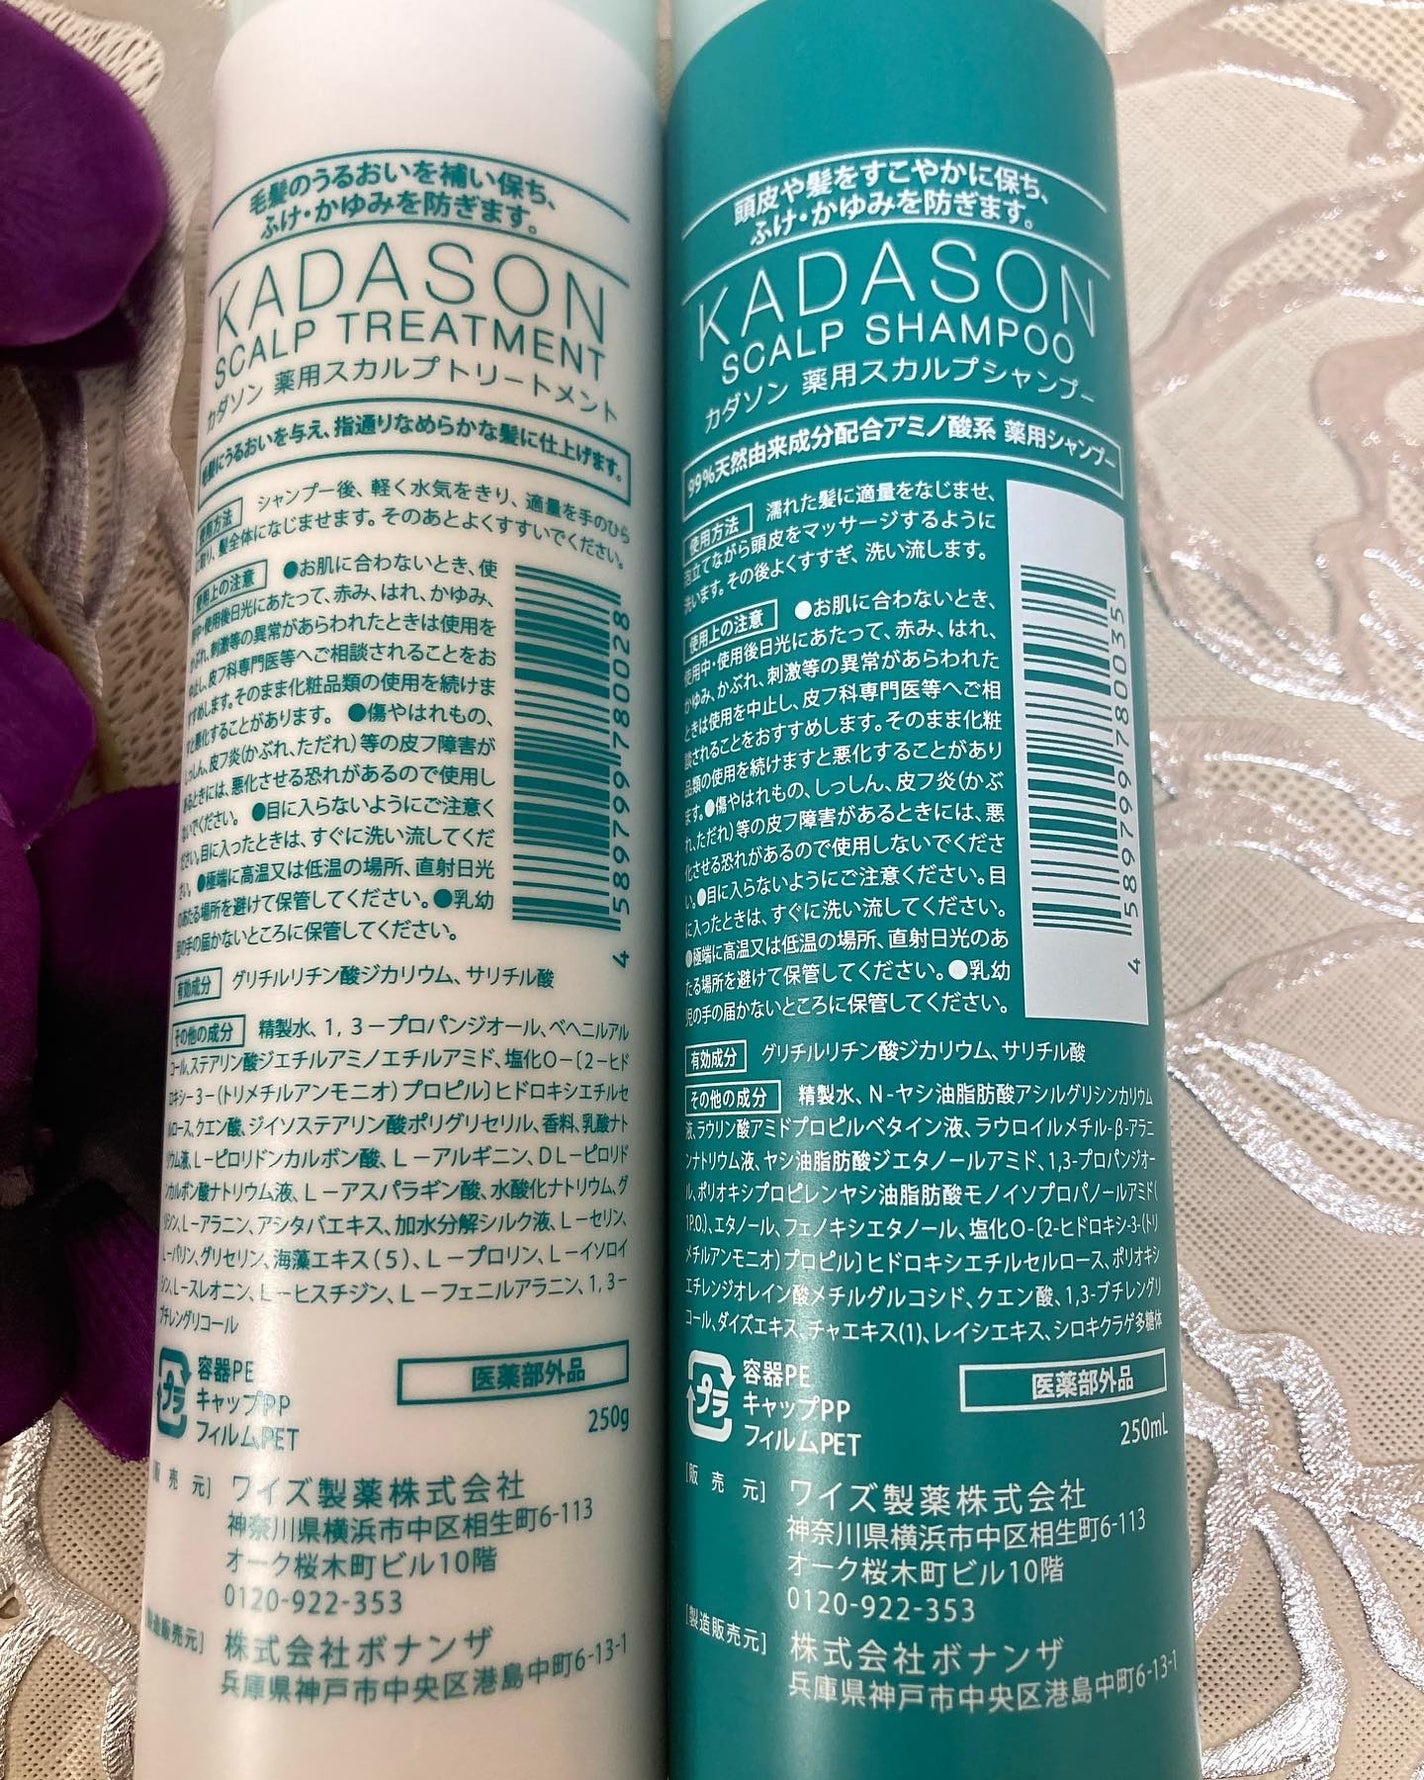 毛髪のうるおいを補い保ち、
ふけ・かゆみを防ぎます。
KADASON
SCALP TREATMENT
カダソン 薬用スカルプトリートメント
毛髪にうるおいを与え、指通りなめらかな髪に仕上げます。
使用方法 シャンプー後、軽く水気をきり、適量を手のひら
に取り、髪全体になじませます。そのあとよくすすいでください。
使用上の注意 ●お肌に合わないとき、使
用中・使用後日光にあたって、赤み、はれ、かゆみ、
かぶれ、刺激等の異常があらわれたときは使用を
中止し、皮フ科専門医等へご相談されることをお
すすめします。そのまま化粧品類の使用を続けま
すと悪化することがあります。 ●傷やはれもの、
しっしん、皮フ炎(かぶれ、ただれ)等の皮フ障害が
あるときには、悪化させる恐れがあるので使用し
ないでください。 ●目に入らないようにご注意く
ださい。目に入ったときは、すぐに洗い流してくだ
さい。●極端に高温又は低温の場所、直射日光
のあたる場所を避けて保管してください。●乳幼
児の手の届かないところに保管してください。
4 589799 780028
有効成分 グリチルリチン酸ジカリウム、サリチル酸
その他の成分 精製水、1，3－プロパンジオール、ベヘニルアル
コール、ステアリン酸ジエチルアミノエチルアミド、塩化O－〔2－ヒド
ロキシ－3－(トリメチルアンモニオ)プロピル〕ヒドロキシエチルセ
ルロース、クエン酸、ジイソステアリン酸ポリグリセリル、香料、乳酸ナト
リウム液、L－ピロリドンカルボン酸、L－アルギニン、DL－ピロリド
ンカルボン酸ナトリウム液、L－アスパラギン酸、水酸化ナトリウム、グ
リシン、L－アラニン、アシタバエキス、加水分解シルク液、L－セリン、
L－バリン、グリセリン、海藻エキス(5)、L－プロリン、L－イソロイ
シン、L－スレオニン、L－ヒスチジン、L－フェニルアラニン、1，3－
ブチレングリコール
プラ
容器PE
キャップPP
フィルムPET
医薬部外品
250g
[販 売 元] ワイズ製薬株式会社
神奈川県横浜市中区相生町6-113
オーク桜木町ビル10階
0120-922-353
[製造販売元] 株式会社ボナンザ
兵庫県神戸市中央区港島中町6-13-1
頭皮や髪をすこやかに保ち、
ふけ・かゆみを防ぎます。
KADASON
SCALP SHAMPOO
カダソン 薬用スカルプシャンプー
99%天然由来成分配合アミノ酸系 薬用シャンプー
使用方法 濡れた髪に適量をなじませ、
泡立てながら頭皮をマッサージするように
洗います。その後よくすすぎ、洗い流します。
使用上の注意 ●お肌に合わないとき、
使用中・使用後日光にあたって、赤み、はれ、
かゆみ、かぶれ、刺激等の異常があらわれた
ときは使用を中止し、皮フ科専門医等へご相
談されることをおすすめします。そのまま化粧
品類の使用を続けますと悪化することがあり
ます。●傷やはれもの、しっしん、皮フ炎(かぶ
れ、ただれ)等の皮フ障害があるときには、悪
化させる恐れがあるので使用しないでくださ
い。●目に入らないようにご注意ください。目
に入ったときは、すぐに洗い流してください。
●極端に高温又は低温の場所、直射日光のあ
たる場所を避けて保管してください。●乳幼
児の手の届かないところに保管してください。
4 589799 780035
有効成分 グリチルリチン酸ジカリウム、サリチル酸
その他の成分 精製水、N-ヤシ油脂肪酸アシルグリシンカリウム
液、ラウリン酸アミドプロピルベタイン液、ラウロイルメチル-β-アラニ
ンナトリウム液、ヤシ油脂肪酸ジエタノールアミド、1,3-プロパンジオー
ル、ポリオキシプロピレンヤシ油脂肪酸モノイソプロパノールアミド(
1P.O.)、エタノール、フェノキシエタノール、塩化O-〔2-ヒドロキシ-3-(トリ
メチルアンモニオ)プロピル〕ヒドロキシエチルセルロース、ポリオキシ
エチレンジオレイン酸メチルグルコシド、クエン酸、1,3-ブチレングリ
コール、ダイズエキス、チャエキス(1)、レイシエキス、シロキクラゲ多糖体
プラ
容器PE
キャップPP
フィルムPET
医薬部外品
250mL
[販 売 元] ワイズ製薬株式会社
神奈川県横浜市中区相生町6-113
オーク桜木町ビル10階
0120-922-353
[製造販売元] 株式会社ボナンザ
兵庫県神戸市中央区港島中町6-13-1